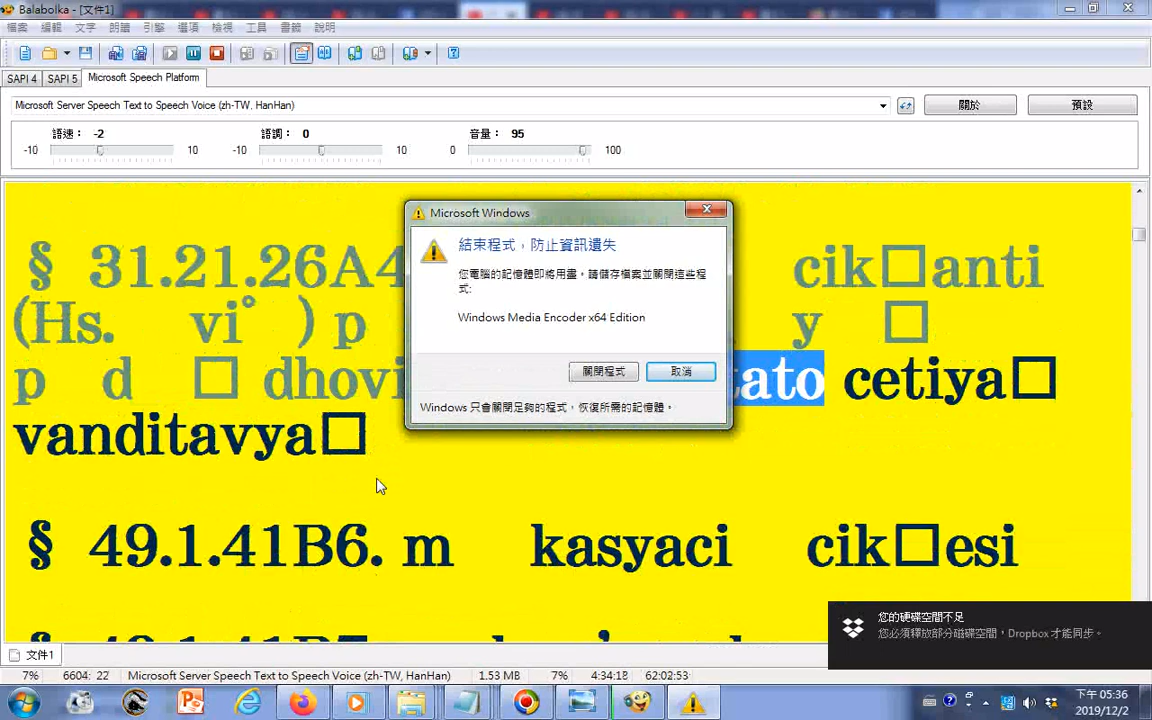 Balabolka - [文件1]
檔案 編輯 文字 朗讀 引擎 選項 檢視 工具 書籤 說明
SAPI 4 SAPI 5 Microsoft Speech Platform
Microsoft Server Speech Text to Speech Voice (zh-TW, HanHan) 關於 預設
語速： -2 語調： 0 音量： 95
-10 10 -10 10 0 100
§ 31.21.26A4 cik□anti
(Hs. vi° ) p y □
p d □ dhovi tato cetiya□
vanditavya□
§ 49.1.41B6. m kasyaci cik□esi
Microsoft Windows
結束程式，防止資訊遺失
您電腦的記憶體即將用盡。請儲存檔案並關閉這些程
式:
Windows Media Encoder x64 Edition
關閉程式 取消
Windows 只會關閉足夠的程式，恢復所需的記憶體。
您的硬碟空間不足
您必須釋放部分磁碟空間，Dropbox 才能同步。
文件1
7% 6604: 22 Microsoft Server Speech Text to Speech Voice (zh-TW, HanHan) 1.53 MB 7% 4:34:18 62:02:53
下午 05:36
2019/12/2